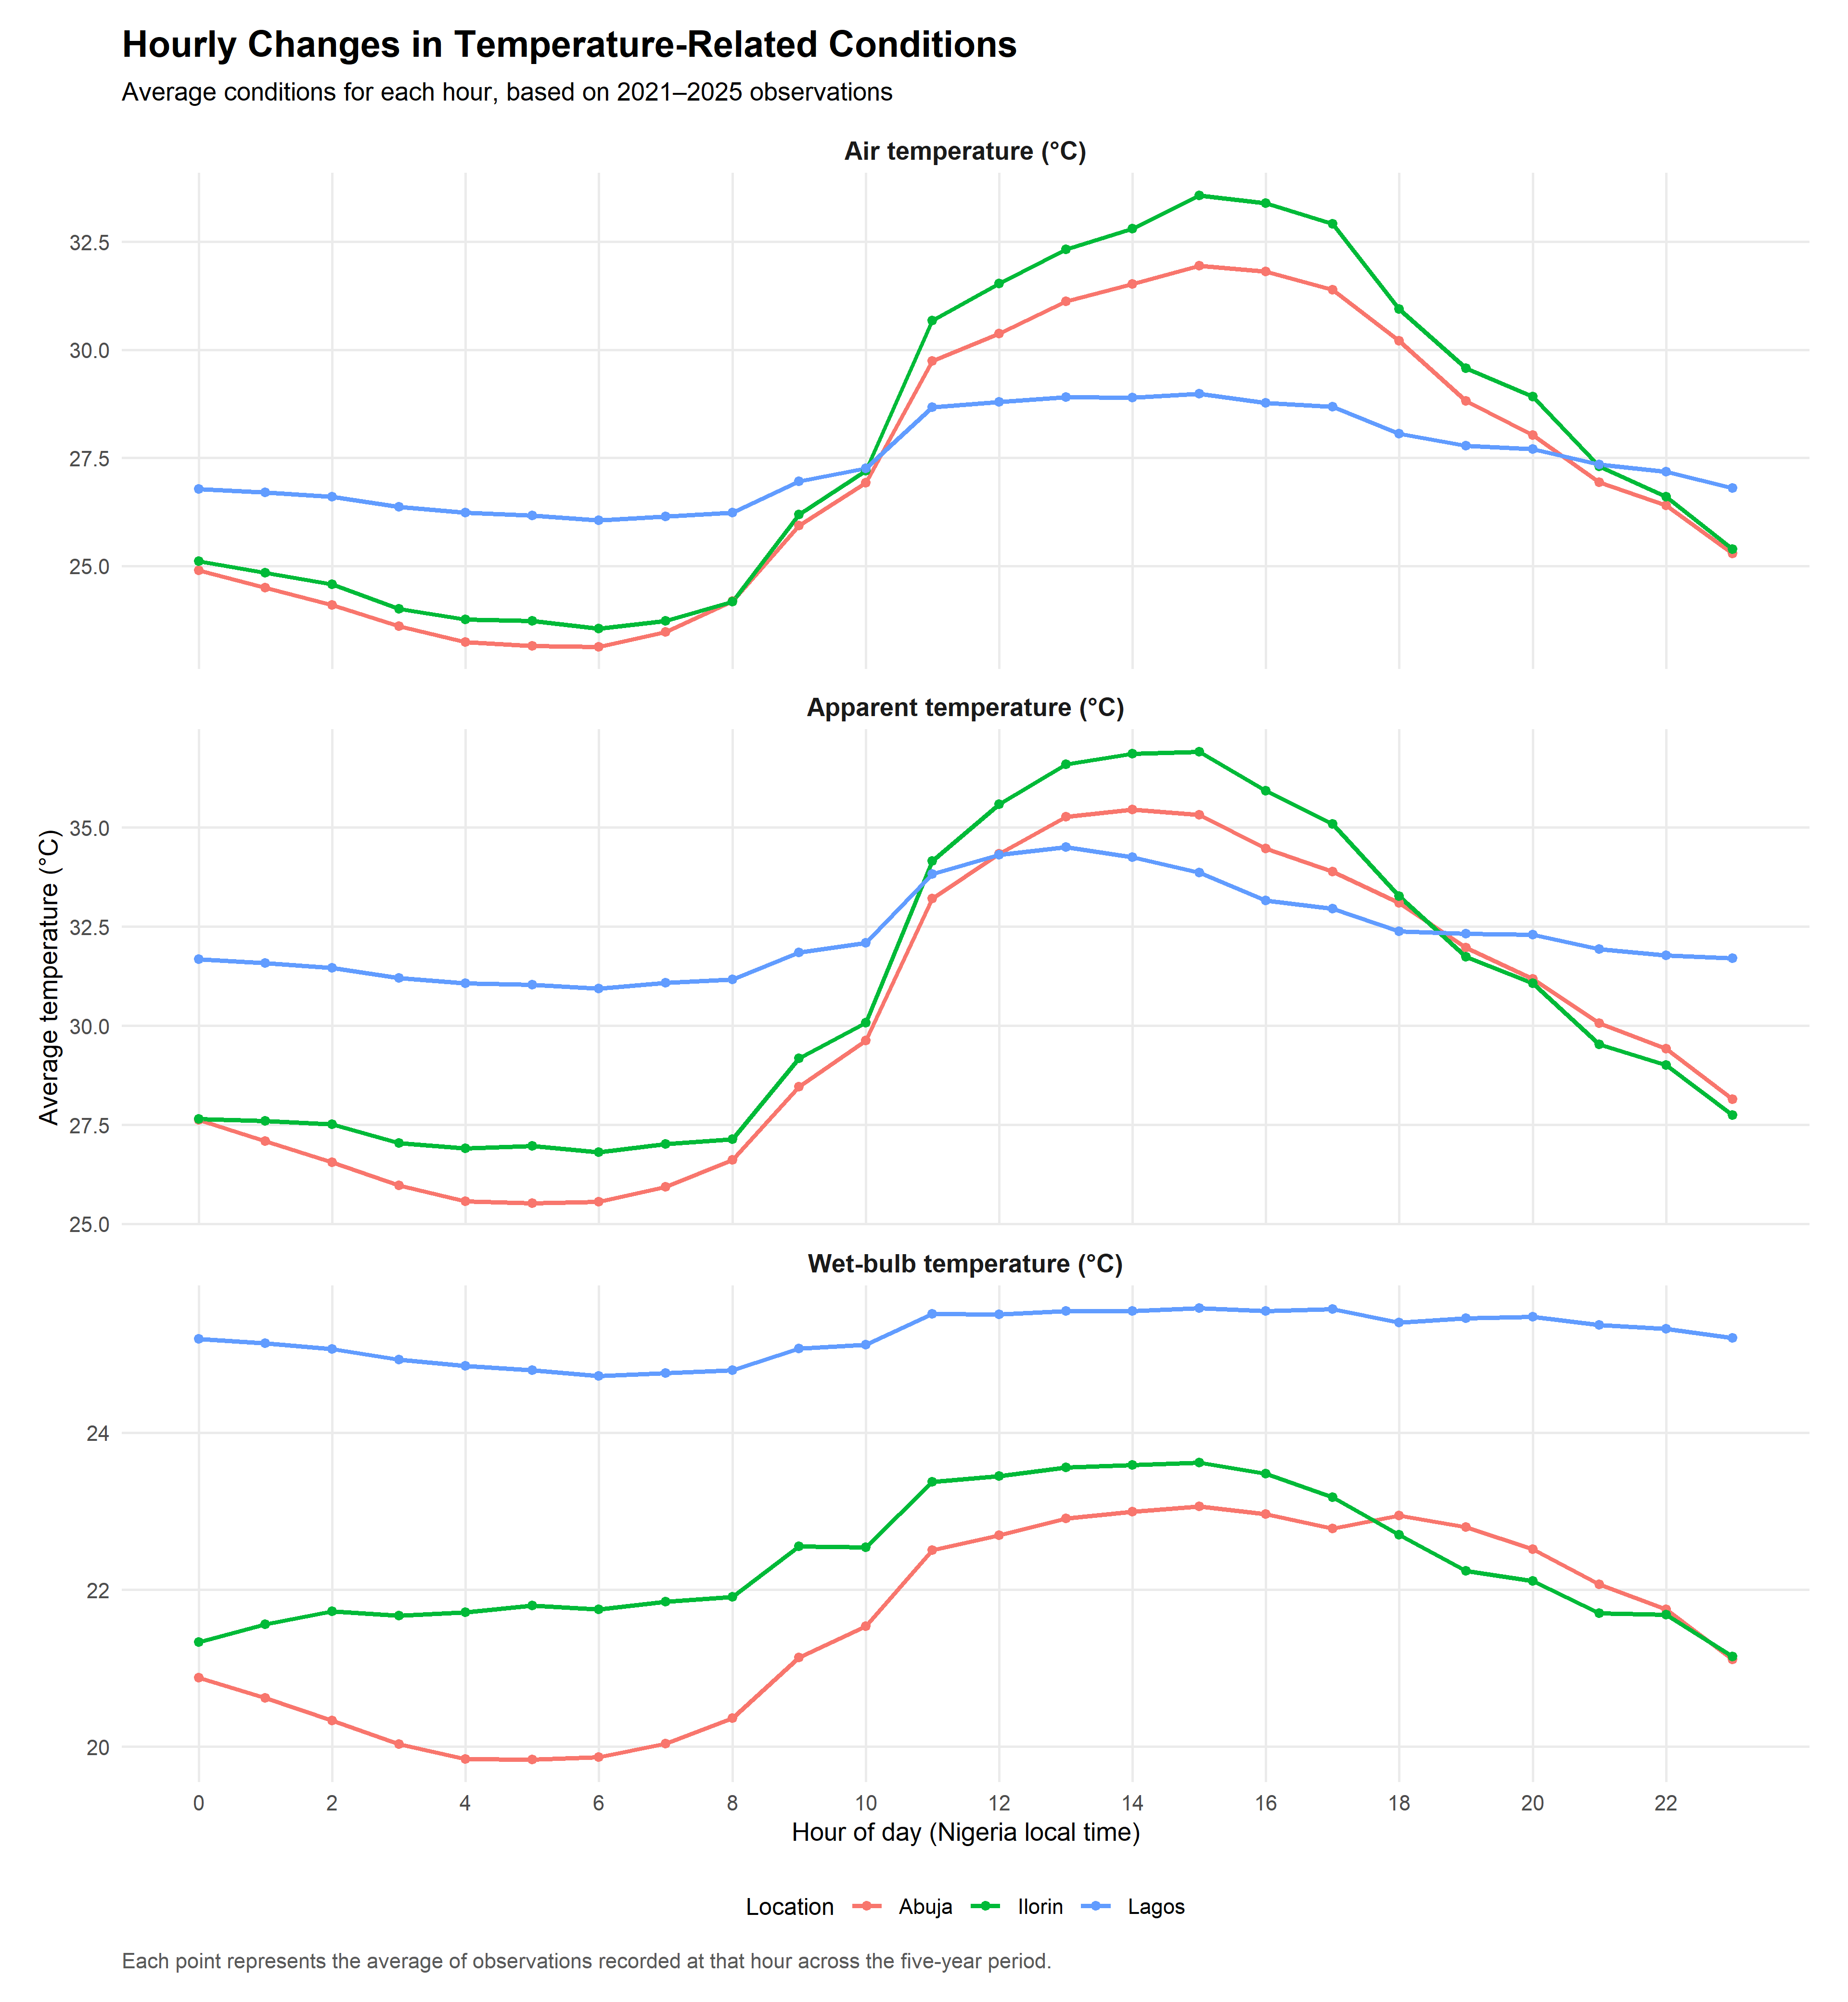 Hourly Changes in Temperature-Related Conditions
Average conditions for each hour, based on 2021–2025 observations
Air temperature (°C)
32.5
30.0
27.5
25.0
Apparent temperature (°C)
Average temperature (°C)
35.0
32.5
30.0
27.5
25.0
Wet-bulb temperature (°C)
24
22
20
0 2 4 6 8 10 12 14 16 18 20 22
Hour of day (Nigeria local time)
Location Abuja Ilorin Lagos
Each point represents the average of observations recorded at that hour across the five-year period.